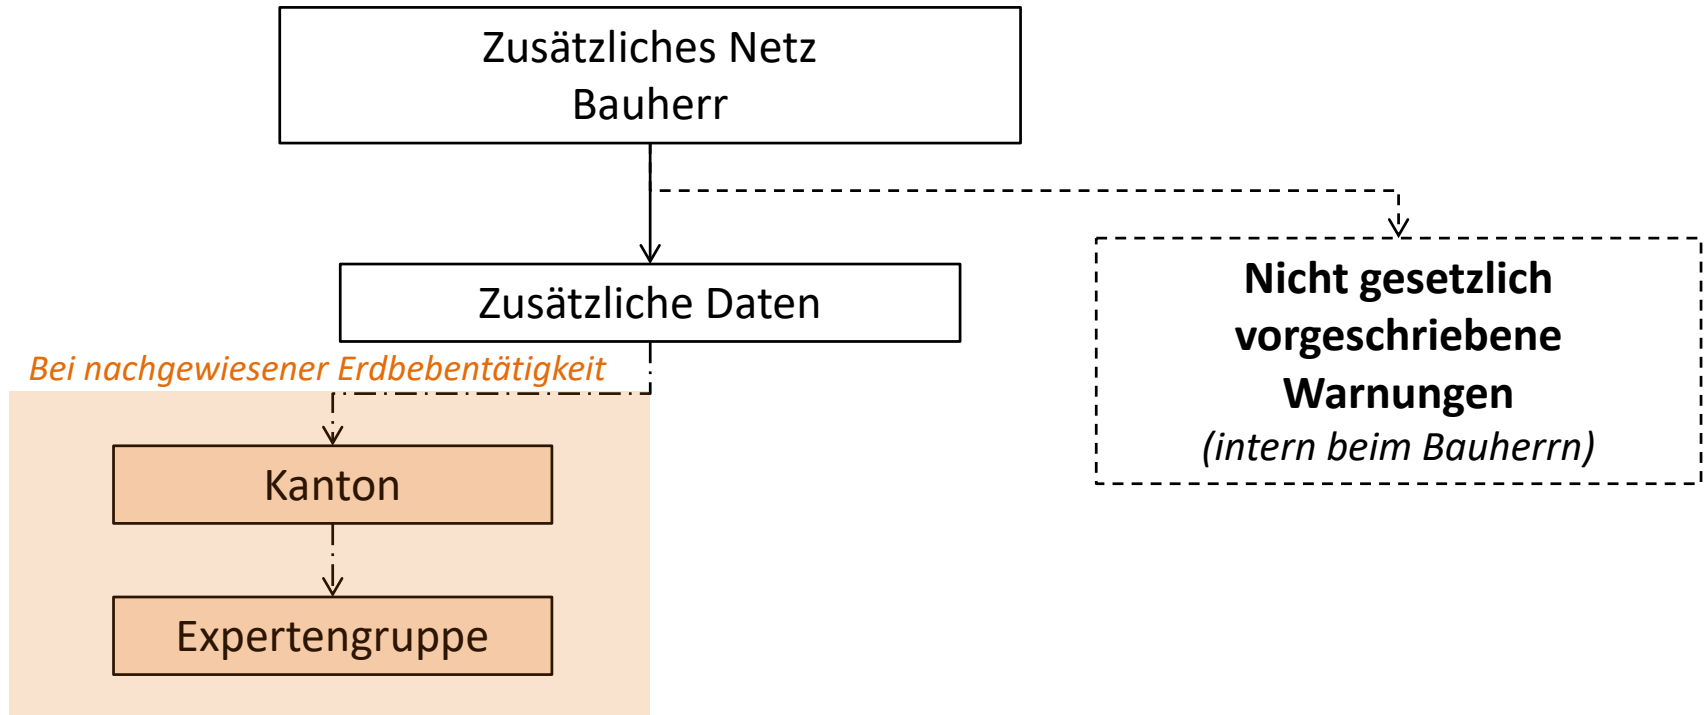 Zusätzliches Netz
Bauherr
Zusätzliche Daten
Nicht gesetzlich
vorgeschriebene
Warnungen
(intern beim Bauherrn)
Bei nachgewiesener Erdbebentätigkeit
Kanton
Expertengruppe